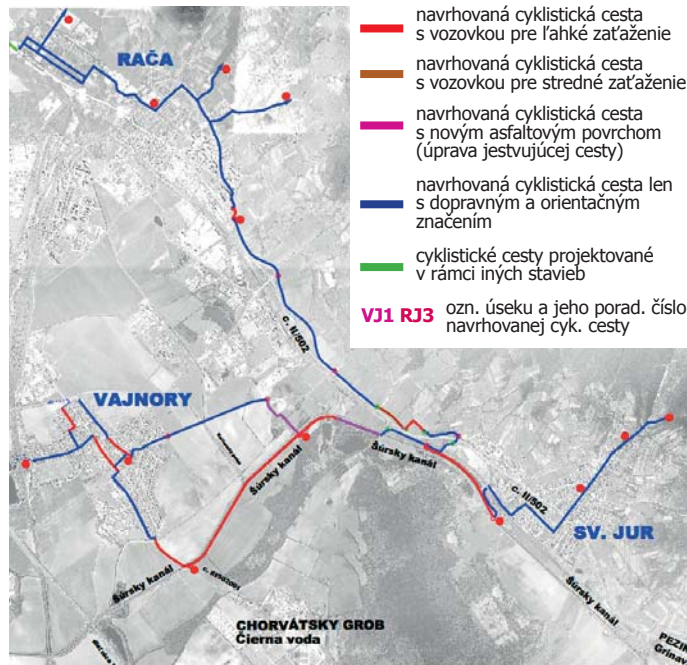 RAČA
navrhovaná cyklistická cesta
s vozovkou pre ľahké zaťaženie
navrhovaná cyklistická cesta
s vozovkou pre stredné zaťaženie
navrhovaná cyklistická cesta
s novým asfaltovým povrchom
(úprava jestvujúcej cesty)
navrhovaná cyklistická cesta len
s dopravným a orientačným
značením
cyklistické cesty projektované
v rámci iných stavieb
VJ1 RJ3 ozn. úseku a jeho porad. číslo
navrhovanej cyk. cesty
c. II/502
VAJNORY
Šúrsky kanál
Šúrsky kanál
c. II/502
SV. JUR
Šúrsky kanál
Šúrsky kanál
CHORVÁTSKY GROB
Čierna voda
PEZIN
Grinav